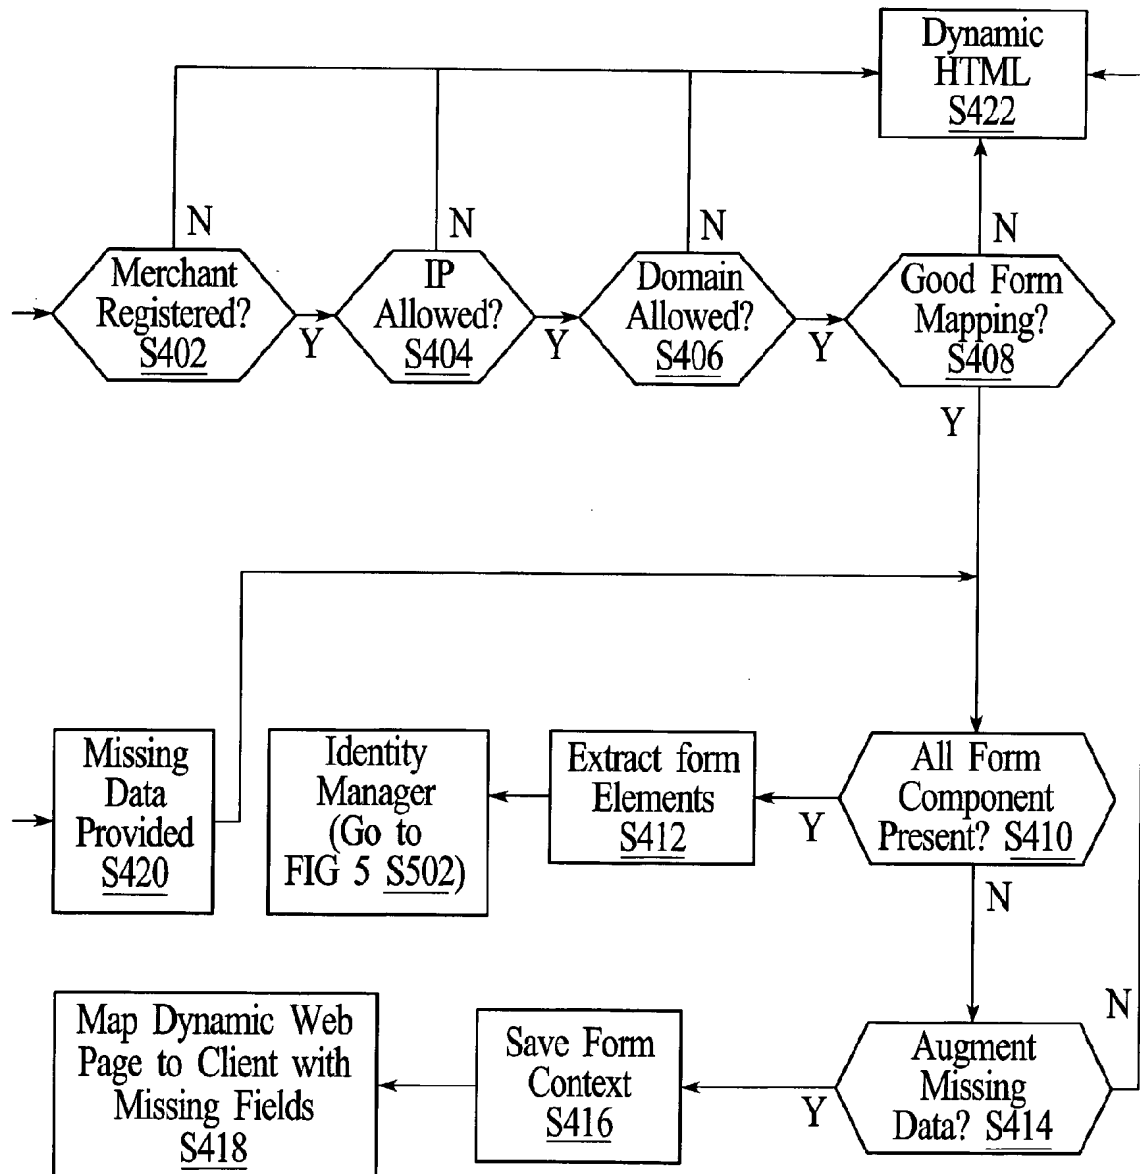 Dynamic
HTML
S422
N
N
N
N
Merchant
Registered?
S402
Y
IP
Allowed?
S404
Y
Domain
Allowed?
S406
Y
Good Form
Mapping?
S408
Y
Missing
Data
Provided
S420
Identity
Manager
(Go to
FIG 5 S502)
Extract form
Elements
S412
Y
All Form
Component
Present? S410
N
Map Dynamic Web
Page to Client with
Missing Fields
S418
Save Form
Context
S416
Y
Augment
Missing
Data? S414
N